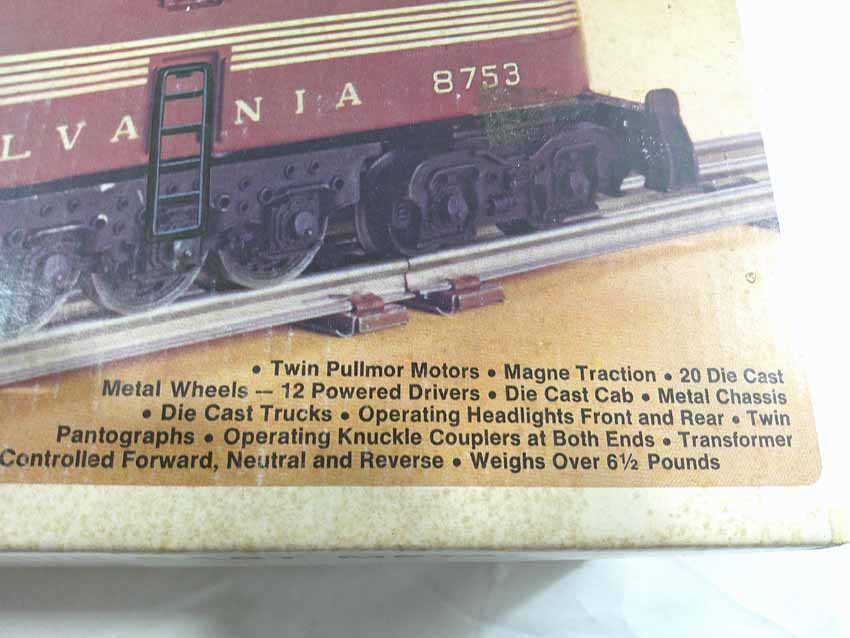 LVANIA 8753
• Twin Pullmor Motors • Magne Traction • 20 Die Cast
Metal Wheels — 12 Powered Drivers • Die Cast Cab • Metal Chassis
• Die Cast Trucks • Operating Headlights Front and Rear • Twin
Pantographs • Operating Knuckle Couplers at Both Ends • Transformer
Controlled Forward, Neutral and Reverse • Weighs Over 6½ Pounds